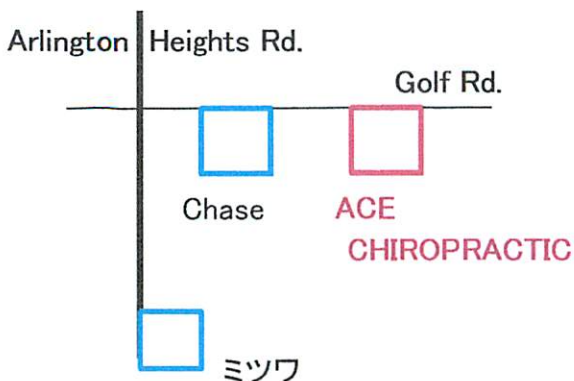 Arlington Heights Rd.
Golf Rd.
Chase
ACE
CHIROPRACTIC
ミツワ